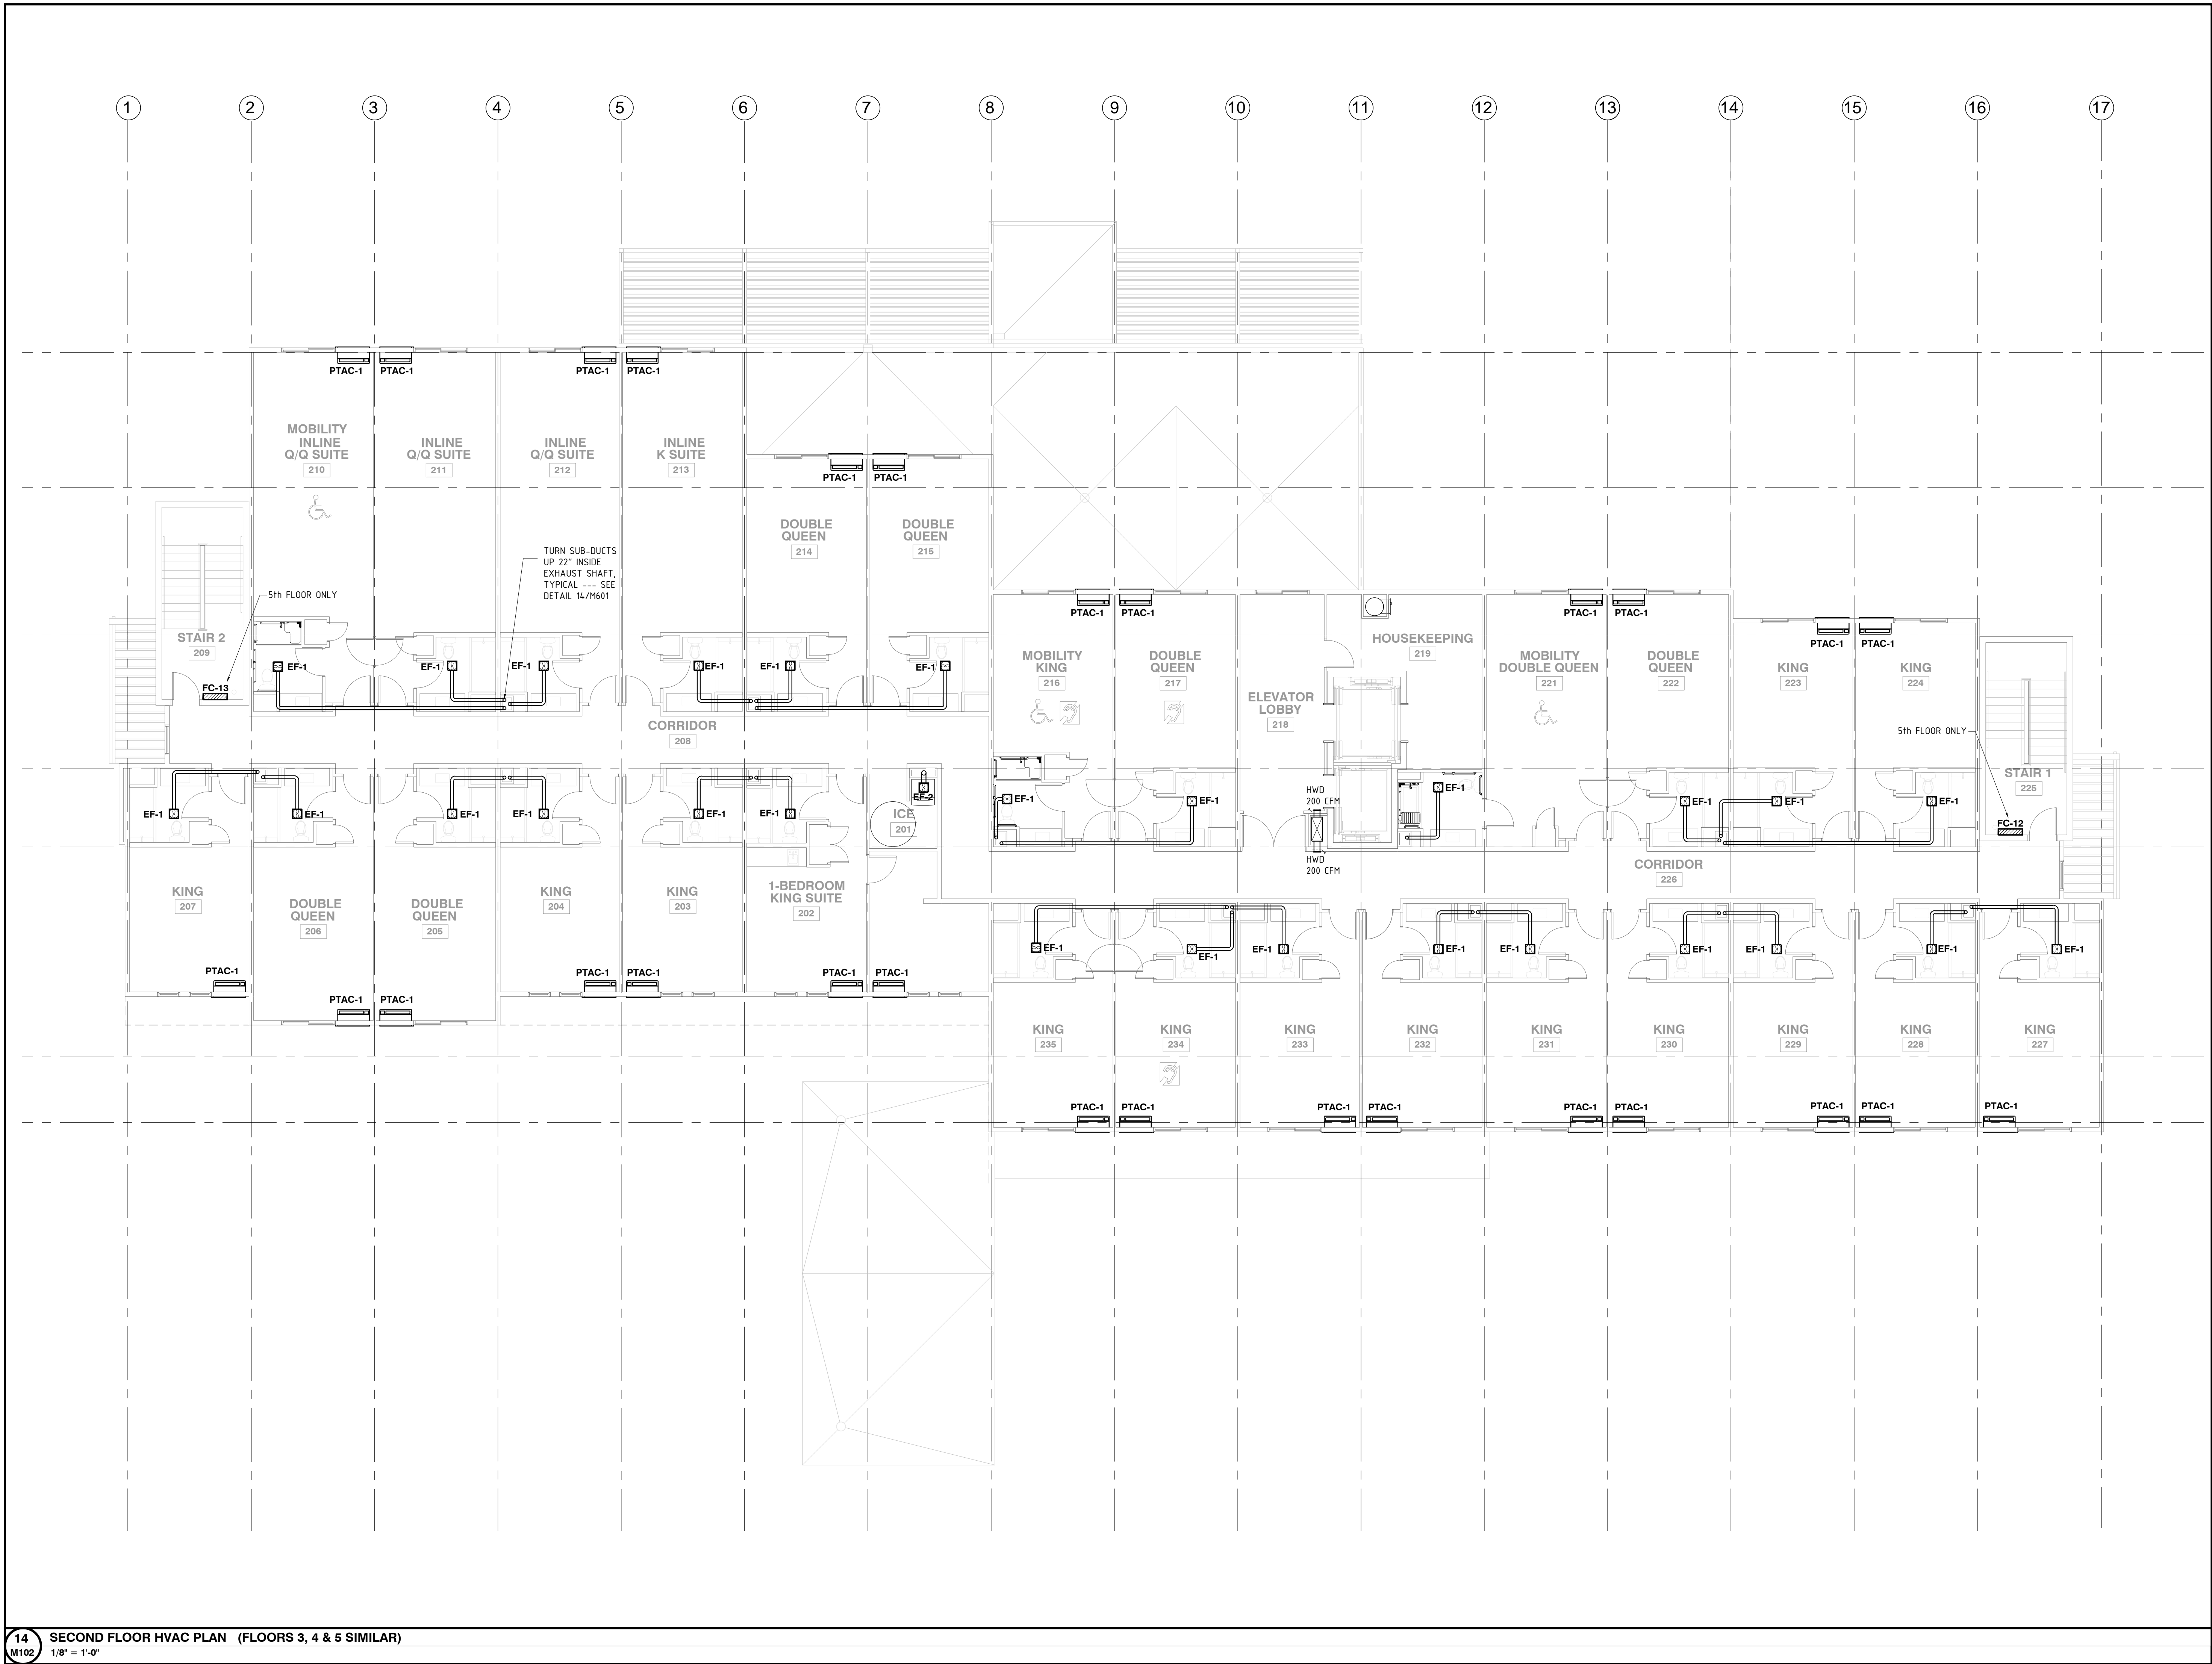 1
2
3
4
5
6
7
8
9
10
11
12
13
14
15
16
17
PTAC-1
PTAC-1
PTAC-1
PTAC-1
MOBILITY
INLINE
Q/Q SUITE
210
INLINE
Q/Q SUITE
211
INLINE
Q/Q SUITE
212
INLINE
K SUITE
213
PTAC-1
PTAC-1
DOUBLE
QUEEN
214
DOUBLE
QUEEN
215
TURN SUB-DUCTS
UP 22" INSIDE
EXHAUST SHAFT,
TYPICAL --- SEE
DETAIL 14/M601
5th FLOOR ONLY
STAIR 2
209
FC-13
EF-1
EF-1
EF-1
EF-1
EF-1
EF-1
CORRIDOR
208
PTAC-1
PTAC-1
PTAC-1
PTAC-1
PTAC-1
PTAC-1
MOBILITY
KING
216
DOUBLE
QUEEN
217
ELEVATOR
LOBBY
218
HOUSEKEEPING
219
MOBILITY
DOUBLE QUEEN
221
DOUBLE
QUEEN
222
KING
223
KING
224
5th FLOOR ONLY
STAIR 1
225
FC-12
EF-1
EF-1
EF-1
EF-1
EF-1
EF-1
EF-2
ICE
201
EF-1
EF-1
HWD
200 CFM
HWD
200 CFM
EF-1
EF-1
EF-1
EF-1
CORRIDOR
226
KING
207
DOUBLE
QUEEN
206
DOUBLE
QUEEN
205
KING
204
KING
203
1-BEDROOM
KING SUITE
202
EF-1
EF-1
EF-1
EF-1
EF-1
EF-1
EF-1
EF-1
EF-1
PTAC-1
PTAC-1
PTAC-1
PTAC-1
PTAC-1
PTAC-1
PTAC-1
KING
235
KING
234
KING
233
KING
232
KING
231
KING
230
KING
229
KING
228
KING
227
PTAC-1
PTAC-1
PTAC-1
PTAC-1
PTAC-1
PTAC-1
PTAC-1
PTAC-1
PTAC-1
14
M102
SECOND FLOOR HVAC PLAN (FLOORS 3, 4 & 5 SIMILAR)
1/8" = 1'-0"